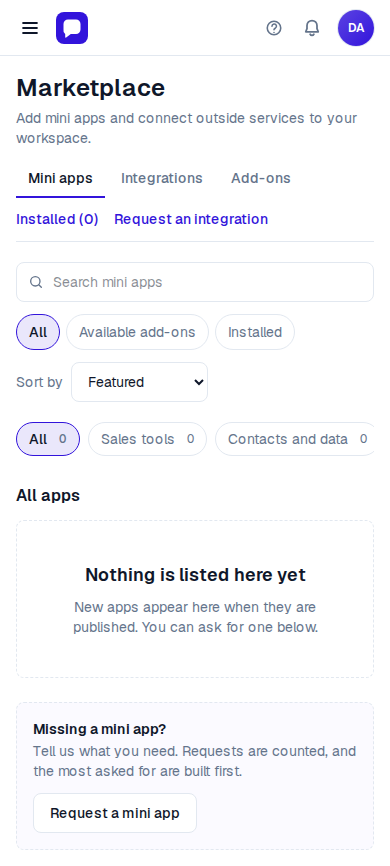 DA
Marketplace
Add mini apps and connect outside services to your
workspace.
Mini apps Integrations Add-ons
Installed (0) Request an integration
Search mini apps
All Available add-ons Installed
Sort by Featured
All 0 Sales tools 0 Contacts and data 0
All apps
Nothing is listed here yet
New apps appear here when they are
published. You can ask for one below.
Missing a mini app?
Tell us what you need. Requests are counted, and
the most asked for are built first.
Request a mini app